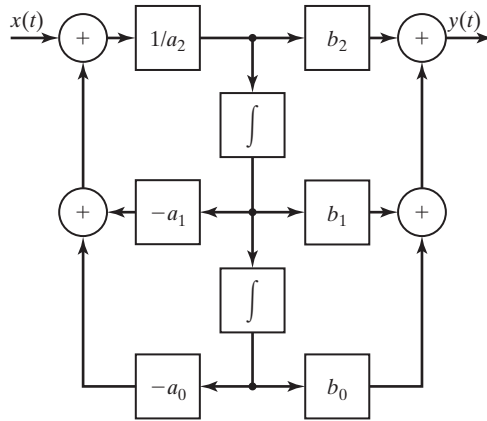 x(t) + 1/a₂ b₂ + y(t)
∫
+ −a₁ b₁ +
∫
−a₀ b₀